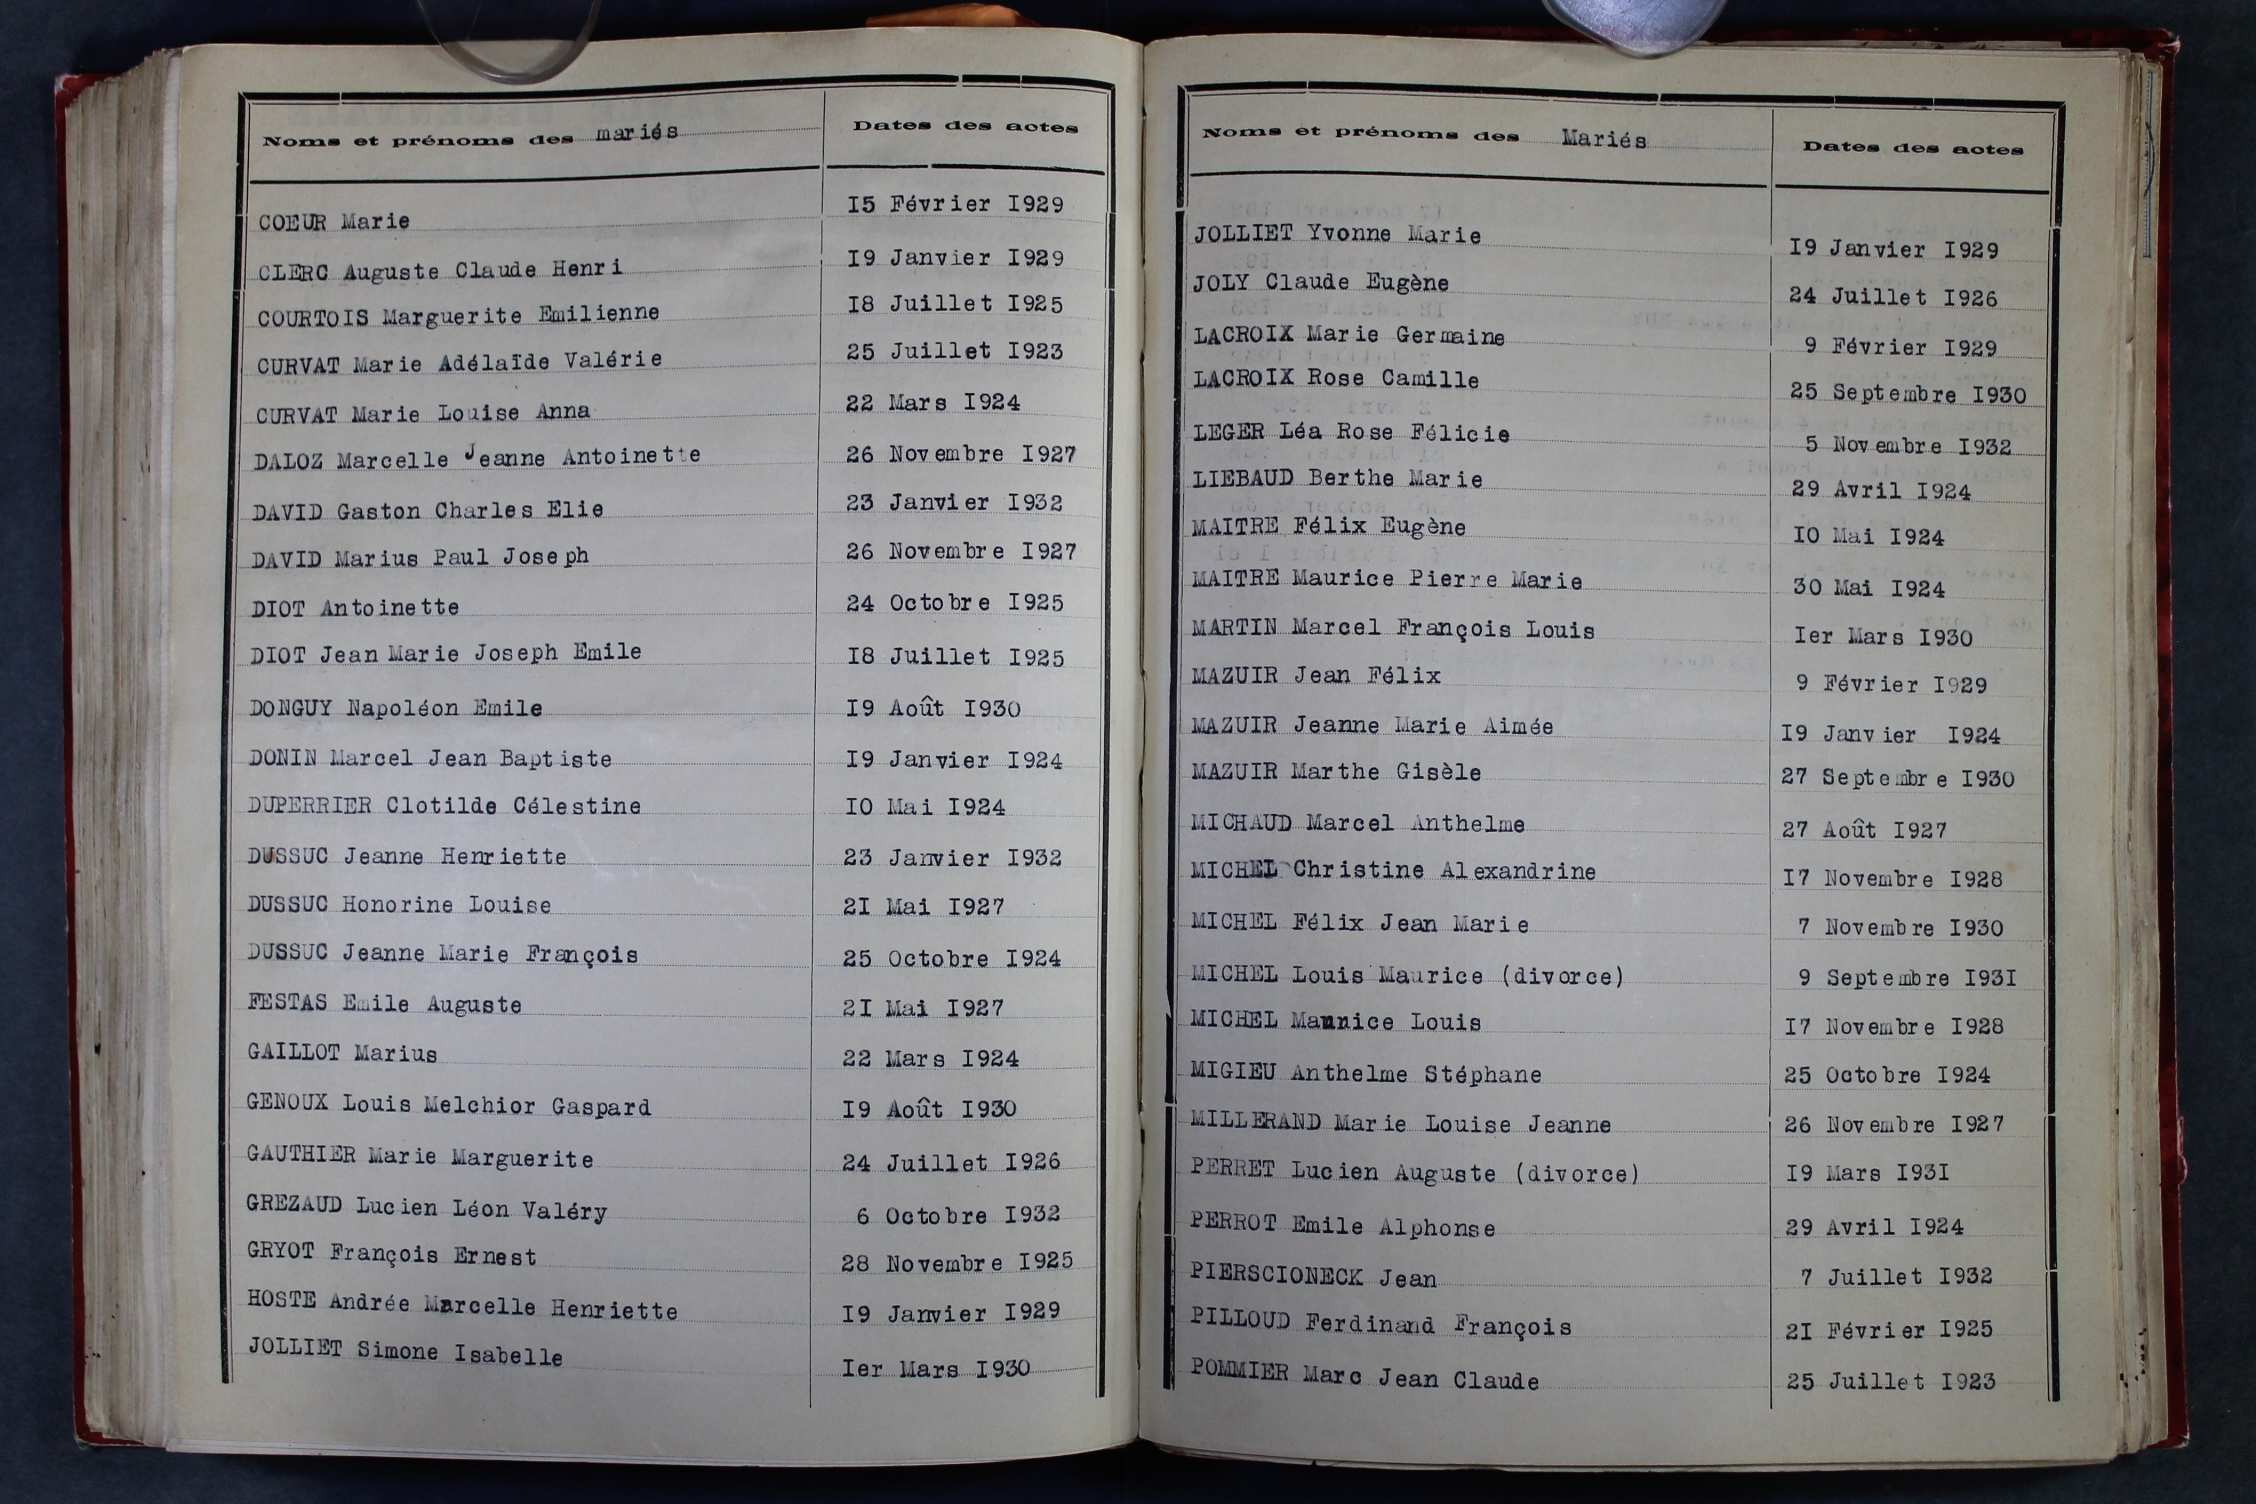 Noms et prénoms des mariés Dates des actes
COEUR Marie 15 Février 1929
CLERC Auguste Claude Henri 19 Janvier 1929
COURTOIS Marguerite Emilienne 18 Juillet 1925
CURVAT Marie Adélaïde Valérie 25 Juillet 1923
CURVAT Marie Louise Anna 22 Mars 1924
DALOZ Marcelle Jeanne Antoinette 26 Novembre 1927
DAVID Gaston Charles Elie 23 Janvier 1932
DAVID Marius Paul Joseph 26 Novembre 1927
DIOT Antoinette 24 Octobre 1925
DIOT Jean Marie Joseph Emile 18 Juillet 1925
DONGUY Napoléon Emile 19 Août 1930
DONIN Marcel Jean Baptiste 19 Janvier 1924
DUPERRIER Clotilde Célestine 10 Mai 1924
DUSSUC Jeanne Henriette 23 Janvier 1932
DUSSUC Honorine Louise 21 Mai 1927
DUSSUC Jeanne Marie François 25 Octobre 1924
FESTAS Emile Auguste 21 Mai 1927
GAILLOT Marius 22 Mars 1924
GENOUX Louis Melchior Gaspard 19 Août 1930
GAUTHIER Marie Marguerite 24 Juillet 1926
GREZAUD Lucien Léon Valéry 6 Octobre 1932
GRYOT François Ernest 28 Novembre 1925
HOSTE Andrée Marcelle Henriette 19 Janvier 1929
JOLLIET Simone Isabelle Ier Mars 1930
Noms et prénoms des Mariés Dates des actes
JOLLIET Yvonne Marie 19 Janvier 1929
JOLY Claude Eugène 24 Juillet 1926
LACROIX Marie Germaine 9 Février 1929
LACROIX Rose Camille 25 Septembre 1930
LEGER Léa Rose Félicie 5 Novembre 1932
LIEBAUD Berthe Marie 29 Avril 1924
MAITRE Félix Eugène 10 Mai 1924
MAITRE Maurice Pierre Marie 30 Mai 1924
MARTIN Marcel François Louis Ier Mars 1930
MAZUIR Jean Félix 9 Février 1929
MAZUIR Jeanne Marie Aimée 19 Janvier 1924
MAZUIR Marthe Gisèle 27 Septembre 1930
MICHAUD Marcel Anthelme 27 Août 1927
MICHEL Christine Alexandrine 17 Novembre 1928
MICHEL Félix Jean Marie 7 Novembre 1930
MICHEL Louis Maurice (divorce) 9 Septembre 1931
MICHEL Maurice Louis 17 Novembre 1928
MIGIEU Anthelme Stéphane 25 Octobre 1924
MILLERAND Marie Louise Jeanne 26 Novembre 1927
PERRET Lucien Auguste (divorce) 19 Mars 1931
PERROT Emile Alphonse 29 Avril 1924
PIERSCIONECK Jean 7 Juillet 1932
PILLOUD Ferdinand François 21 Février 1925
POMMIER Marc Jean Claude 25 Juillet 1923